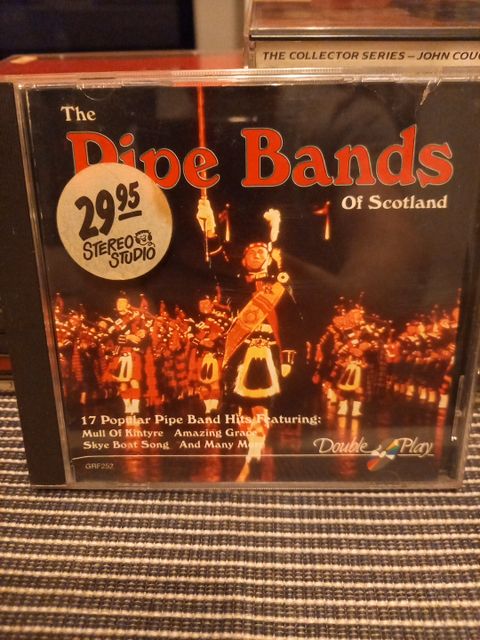 THE COLLECTOR SERIES – JOHN COUG
The
Pipe Bands
Of Scotland
29.95
STEREO
STUDIO
17 Popular Pipe Band Hits Featuring:
Mull Of Kintyre Amazing Grace
Skye Boat Song And Many More
Double Play
GRF252